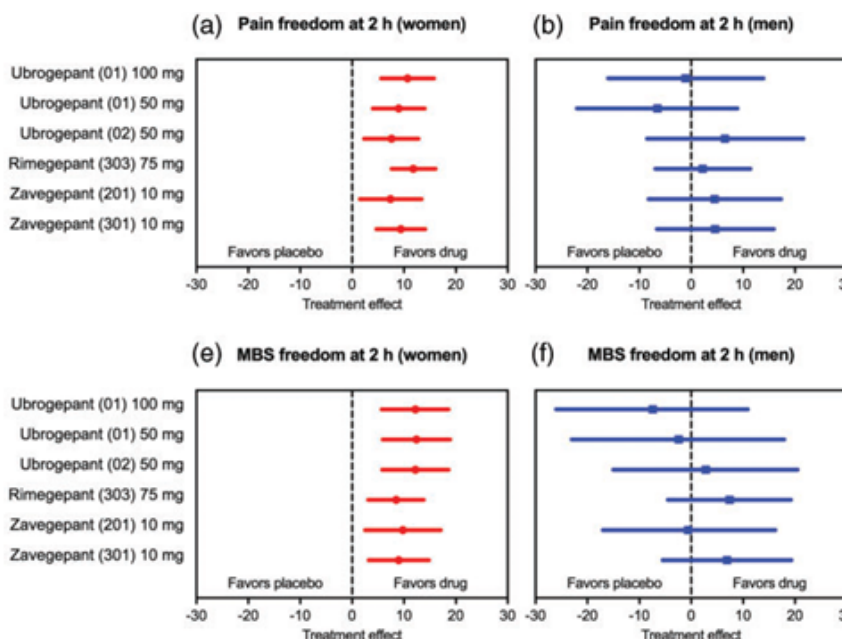 (a) Pain freedom at 2 h (women)
(b) Pain freedom at 2 h (men)
Ubrogepant (01) 100 mg
Ubrogepant (01) 50 mg
Ubrogepant (02) 50 mg
Rimegepant (303) 75 mg
Zavegepant (201) 10 mg
Zavegepant (301) 10 mg
Favors placebo Favors drug
Favors placebo Favors drug
-30 -20 -10 0 10 20 30
-30 -20 -10 0 10 20 30
Treatment effect
Treatment effect
(e) MBS freedom at 2 h (women)
(f) MBS freedom at 2 h (men)
Ubrogepant (01) 100 mg
Ubrogepant (01) 50 mg
Ubrogepant (02) 50 mg
Rimegepant (303) 75 mg
Zavegepant (201) 10 mg
Zavegepant (301) 10 mg
Favors placebo Favors drug
Favors placebo Favors drug
-30 -20 -10 0 10 20 30
-30 -20 -10 0 10 20 30
Treatment effect
Treatment effect